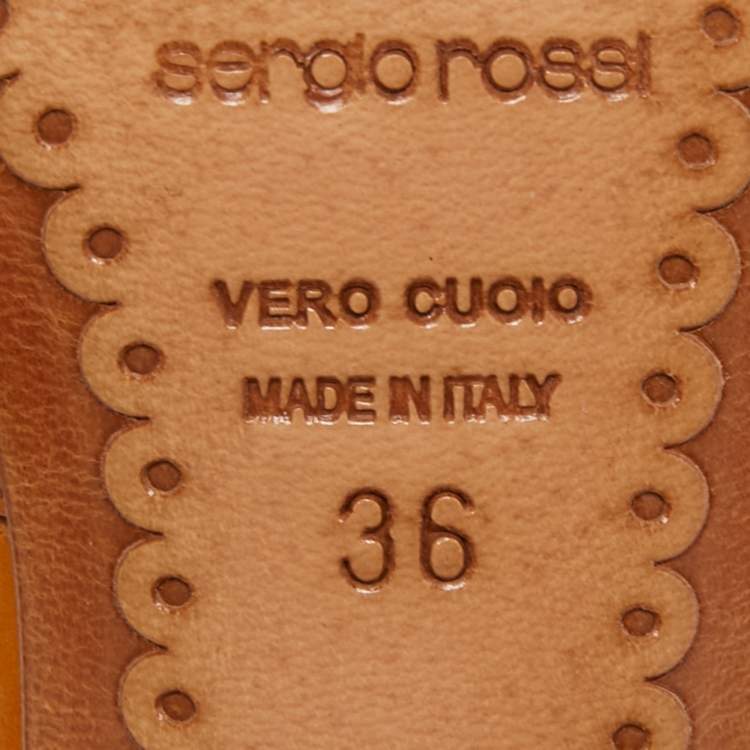 sergio rossi
VERO CUOIO
MADE IN ITALY
36